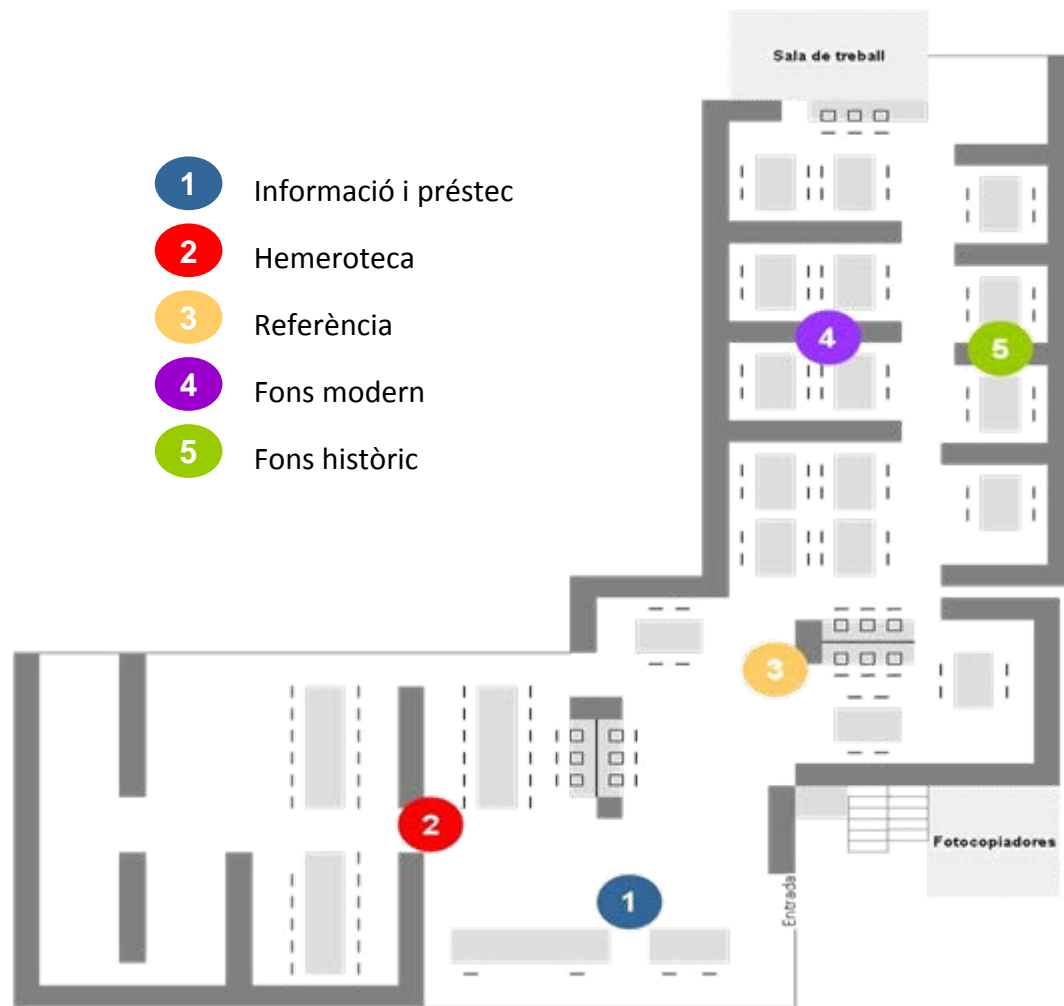 Sala de treball
1 Informació i préstec
2 Hemeroteca
3 Referència
4 Fons modern
5 Fons històric
4
5
3
2
Fotocopiadores
Entrada
1